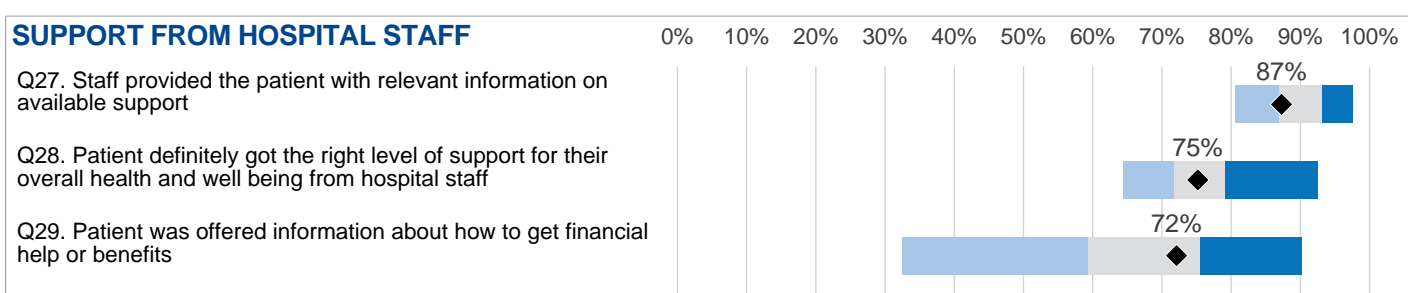 SUPPORT FROM HOSPITAL STAFF
0% 10% 20% 30% 40% 50% 60% 70% 80% 90% 100%
Q27. Staff provided the patient with relevant information on
available support
87%
Q28. Patient definitely got the right level of support for their
overall health and well being from hospital staff
75%
Q29. Patient was offered information about how to get financial
help or benefits
72%